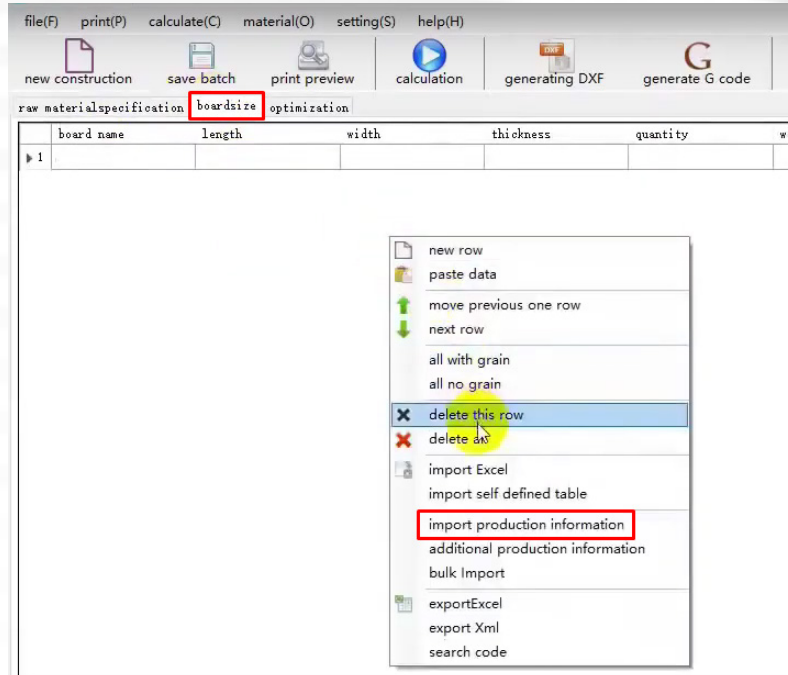 file(F) print(P) calculate(C) material(O) setting(S) help(H)
new construction save batch print preview calculation generating DXF generate G code
raw materialspecification boardsize optimization
board name length width thickness quantity
1
new row
paste data
move previous one row
next row
all with grain
all no grain
delete this row
delete
import Excel
import self defined table
import production information
additional production information
bulk Import
exportExcel
export Xml
search code